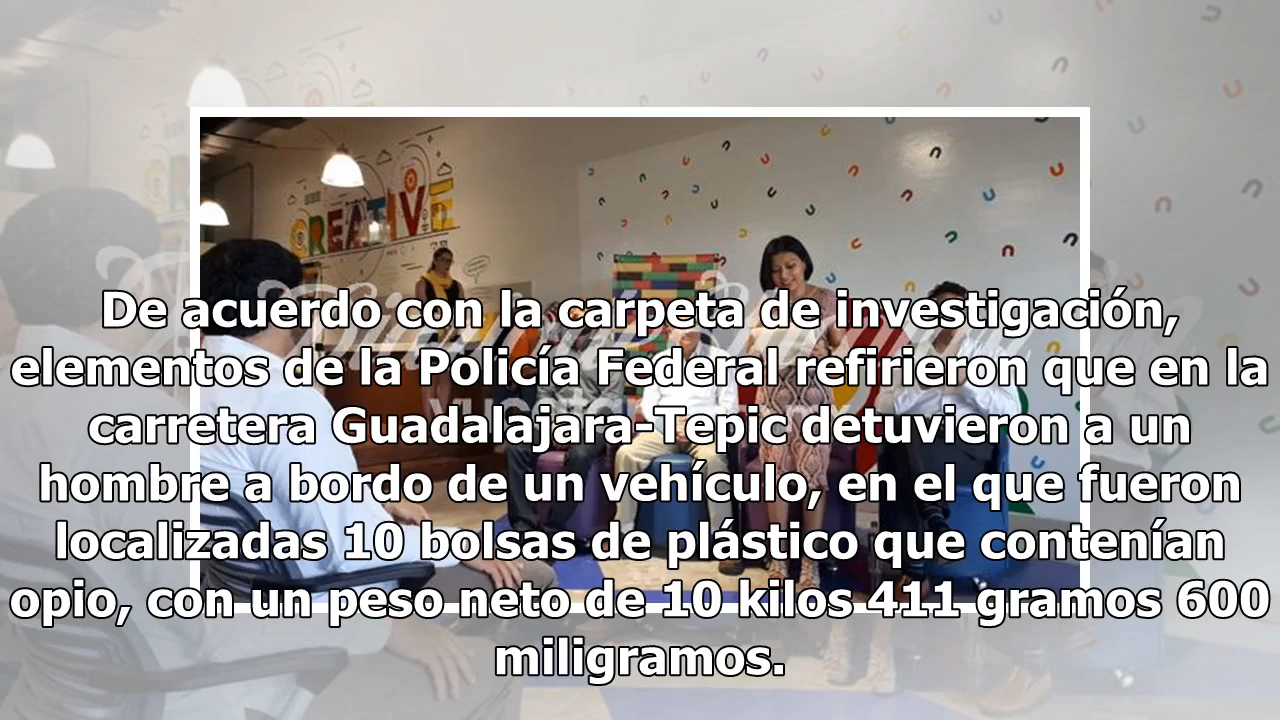 CREATIVE
De acuerdo con la carpeta de investigación,
elementos de la Policía Federal refirieron que en la
carretera Guadalajara-Tepic detuvieron a un
hombre a bordo de un vehículo, en el que fueron
localizadas 10 bolsas de plástico que contenían
opio, con un peso neto de 10 kilos 411 gramos 600
miligramos.